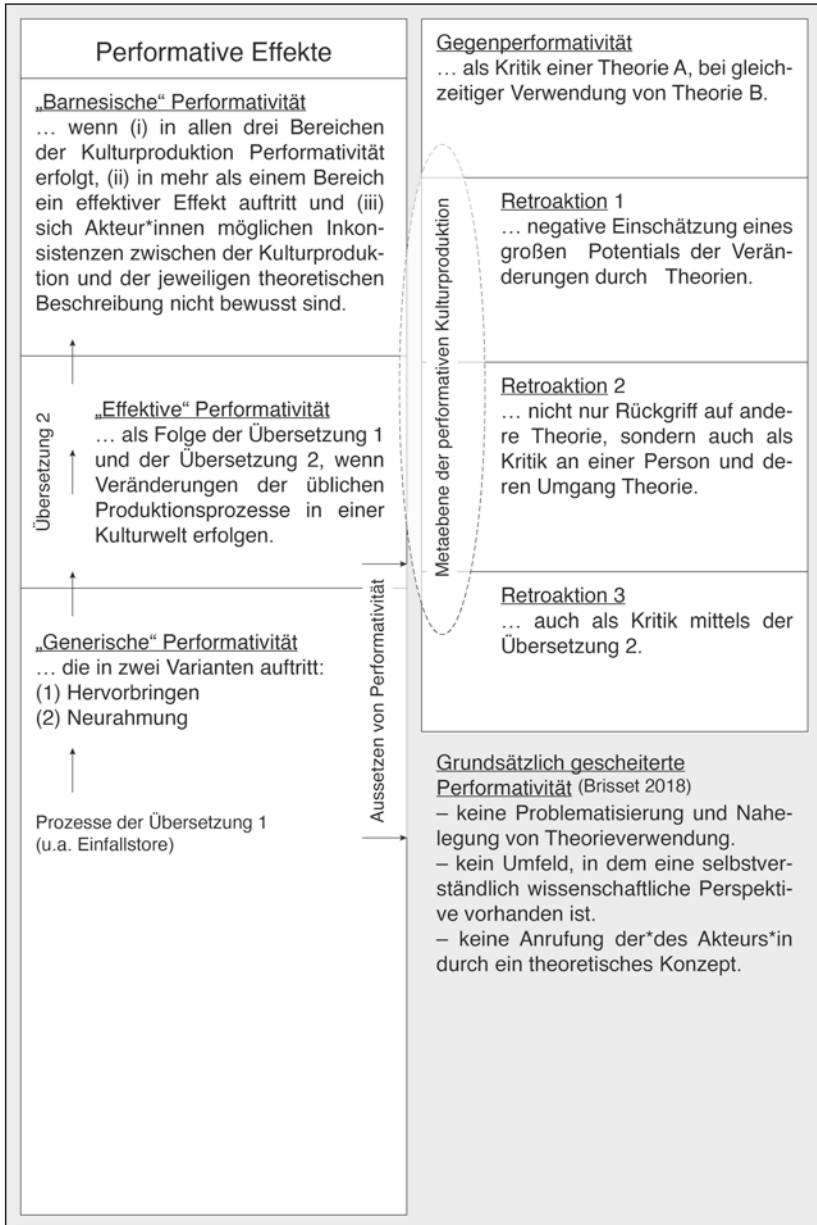 Performative Effekte
„Barnesische“ Performativität
… wenn (i) in allen drei Bereichen
der Kulturproduktion Performativität
erfolgt, (ii) in mehr als einem Bereich
ein effektiver Effekt auftritt und (iii)
sich Akteur*innen möglichen Inkon-
sistenzen zwischen der Kulturproduk-
tion und der jeweiligen theoretischen
Beschreibung nicht bewusst sind.
Übersetzung 2
„Effektive“ Performativität
… als Folge der Übersetzung 1
und der Übersetzung 2, wenn
Veränderungen der üblichen
Produktionsprozesse in einer
Kulturwelt erfolgen.
„Generische“ Performativität
… die in zwei Varianten auftritt:
(1) Hervorbringen
(2) Neurahmung
Prozesse der Übersetzung 1
(u.a. Einfallstore)
Aussetzen von Performativität
Metaebene der performativen Kulturproduktion
Gegenperformativität
… als Kritik einer Theorie A, bei gleich-
zeitiger Verwendung von Theorie B.
Retroaktion 1
… negative Einschätzung eines
großen Potentials der Verän-
derungen durch Theorien.
Retroaktion 2
… nicht nur Rückgriff auf ande-
re Theorie, sondern auch als
Kritik an einer Person und de-
ren Umgang Theorie.
Retroaktion 3
… auch als Kritik mittels der
Übersetzung 2.
Grundsätzlich gescheiterte
Performativität (Brisset 2018)
– keine Problematisierung und Nahe-
legung von Theorieverwendung.
– kein Umfeld, in dem eine selbstver-
ständlich wissenschaftliche Perspekti-
ve vorhanden ist.
– keine Anrufung der*des Akteurs*in
durch ein theoretisches Konzept.